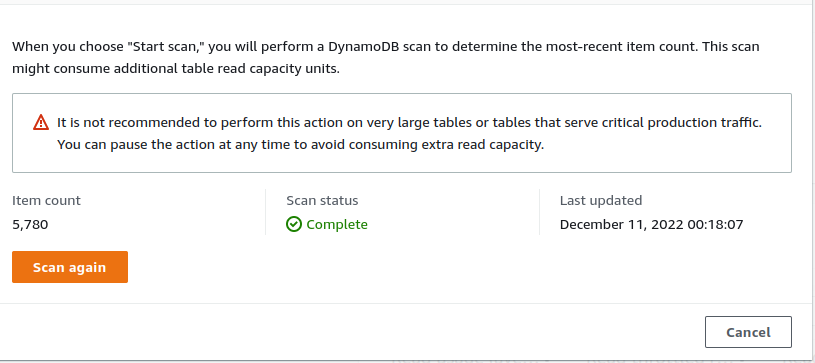 When you choose "Start scan," you will perform a DynamoDB scan to determine the most-recent item count. This scan
might consume additional table read capacity units.
It is not recommended to perform this action on very large tables or tables that serve critical production traffic.
You can pause the action at any time to avoid consuming extra read capacity.
Item count
5,780
Scan status
Complete
Last updated
December 11, 2022 00:18:07
Scan again
Cancel